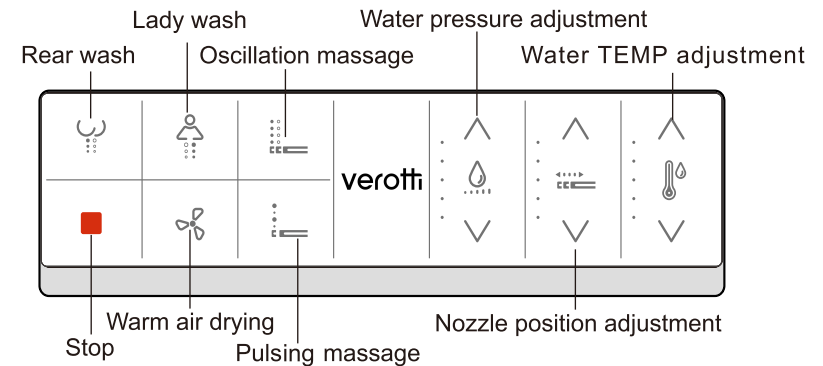 Lady wash
Water pressure adjustment
Rear wash
Oscillation massage
Water TEMP adjustment
verotti
Warm air drying
Nozzle position adjustment
Stop
Pulsing massage